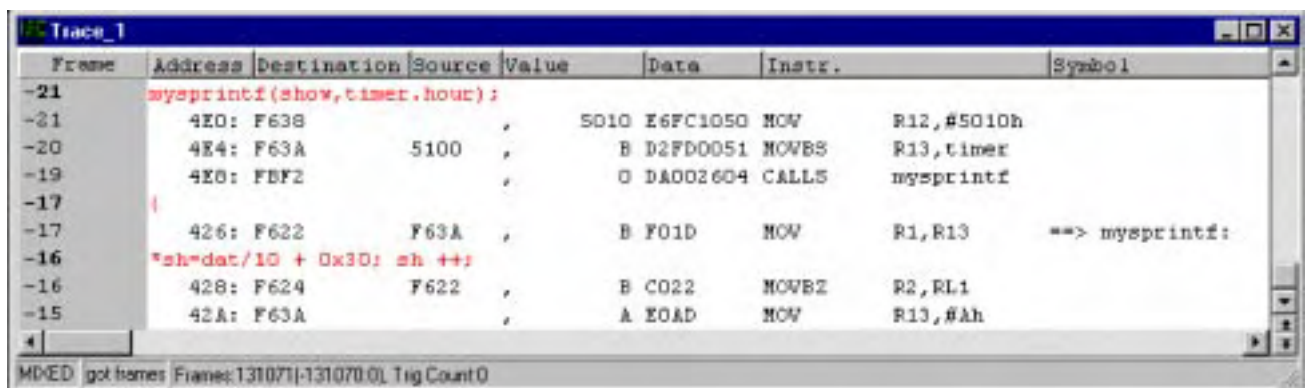 Trace_1
Frame Address Destination Source Value Data Instr. Symbol
-21 mysprintf(show,timer.hour);
-21 4E0: F638 , 5010 E6FC1050 MOV R12,#5010h
-20 4E4: F63A 5100 , B D2FD0051 MOVBS R13,timer
-19 4E8: FBF2 , 0 DA002604 CALLS mysprintf
-17 {
-17 426: F622 F63A , B F01D MOV R1,R13 ==> mysprintf:
-16 *sh=dat/10 + 0x30; sh ++;
-16 428: F624 F622 , B C022 MOVBZ R2,RL1
-15 42A: F63A , A E0AD MOV R13,#Ah
MIXED got frames Frames:131071(-131070:0), Trig Count:0